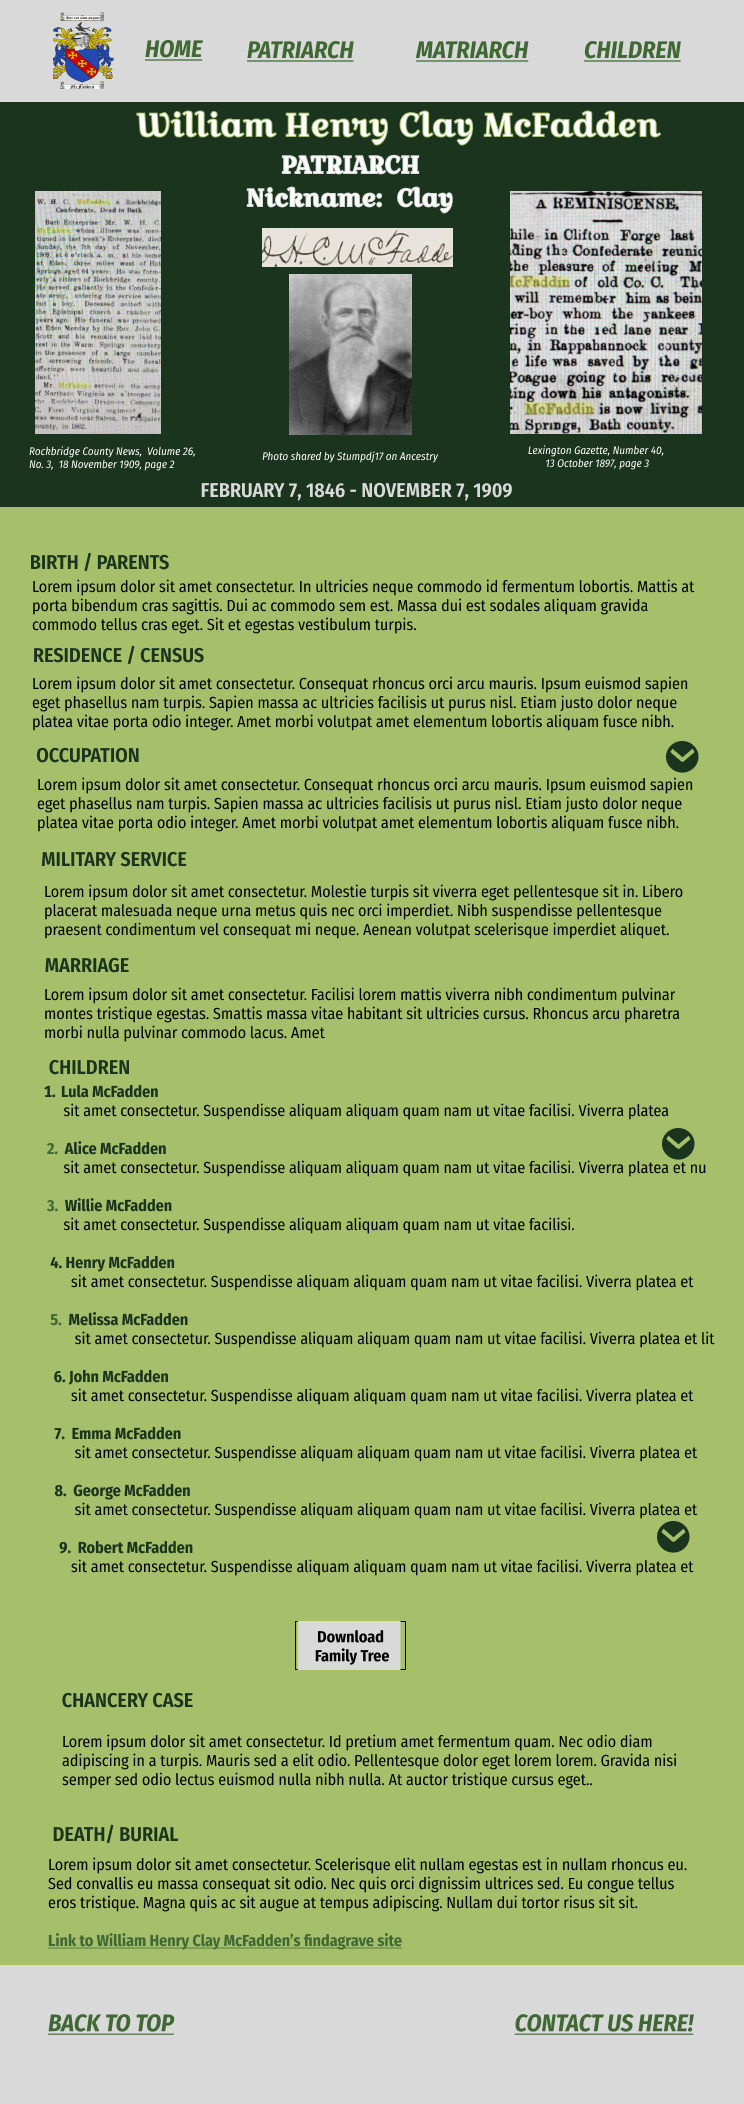 McFadden
HOME PATRIARCH MATRIARCH CHILDREN
William Henry Clay McFadden
PATRIARCH
Nickname: Clay
W. H. C. McFadden, a Rockbridge
Confederate, Dead in Bath
Bath Enterprise: Mr. W. H. C.
McFadden whose illness was men-
tioned in last week's Enterprise, died
Sunday, the 7th day of November,
1909, at 6 o'clock a. m., at his home
at Eden, three miles west of Hot
Springs, aged 64 years. He was form-
erly a citizen of Rockbridge county.
He served gallantly in the Confeder-
ate army, entering the service when
but a boy. Deceased united with
the Episcopal church a number of
years ago. His funeral was preached
at Eden Monday by the Rev. John G.
Scott and his remains were laid to
rest in the Warm Springs cemetery
in the presence of a large number
of sorrowing friends. The floral
offerings were beautiful and abun-
dant."
Mr. McFadden served in the army
of Northern Virginia as a trooper in
the Rockbridge Dragoons, Company
C, First Virginia regiment. He
was wounded near Salem, in Fauquier
county, in 1862.
McFadde
A REMINISCENSE,
hile in Clifton Forge last
ding the Confederate reunio
the pleasure of meeting M
McFaddin of old Co. C. The
will remember him as bein
er-boy whom the yankees
ring in the red lane near
n, in Rappahannock county
e life was saved by the ga
Poague going to his rescue
ting down his antagonists.
McFaddin is now living
m Springs, Bath county.
Rockbridge County News, Volume 26,
No. 3, 18 November 1909, page 2
Photo shared by Stumpdj17 on Ancestry
Lexington Gazette, Number 40,
13 October 1897, page 3
FEBRUARY 7, 1846 - NOVEMBER 7, 1909
BIRTH / PARENTS
Lorem ipsum dolor sit amet consectetur. In ultricies neque commodo id fermentum lobortis. Mattis at
porta bibendum cras sagittis. Dui ac commodo sem est. Massa dui est sodales aliquam gravida
commodo tellus cras eget. Sit et egestas vestibulum turpis.
RESIDENCE / CENSUS
Lorem ipsum dolor sit amet consectetur. Consequat rhoncus orci arcu mauris. Ipsum euismod sapien
eget phasellus nam turpis. Sapien massa ac ultricies facilisis ut purus nisl. Etiam justo dolor neque
platea vitae porta odio integer. Amet morbi volutpat amet elementum lobortis aliquam fusce nibh.
OCCUPATION
Lorem ipsum dolor sit amet consectetur. Consequat rhoncus orci arcu mauris. Ipsum euismod sapien
eget phasellus nam turpis. Sapien massa ac ultricies facilisis ut purus nisl. Etiam justo dolor neque
platea vitae porta odio integer. Amet morbi volutpat amet elementum lobortis aliquam fusce nibh.
MILITARY SERVICE
Lorem ipsum dolor sit amet consectetur. Molestie turpis sit viverra eget pellentesque sit in. Libero
placerat malesuada neque urna metus quis nec orci imperdiet. Nibh suspendisse pellentesque
praesent condimentum vel consequat mi neque. Aenean volutpat scelerisque imperdiet aliquet.
MARRIAGE
Lorem ipsum dolor sit amet consectetur. Facilisi lorem mattis viverra nibh condimentum pulvinar
montes tristique egestas. Smattis massa vitae habitant sit ultricies cursus. Rhoncus arcu pharetra
morbi nulla pulvinar commodo lacus. Amet
CHILDREN
1. Lula McFadden
sit amet consectetur. Suspendisse aliquam aliquam quam nam ut vitae facilisi. Viverra platea
2. Alice McFadden
sit amet consectetur. Suspendisse aliquam aliquam quam nam ut vitae facilisi. Viverra platea et nu
3. Willie McFadden
sit amet consectetur. Suspendisse aliquam aliquam quam nam ut vitae facilisi.
4. Henry McFadden
sit amet consectetur. Suspendisse aliquam aliquam quam nam ut vitae facilisi. Viverra platea et
5. Melissa McFadden
sit amet consectetur. Suspendisse aliquam aliquam quam nam ut vitae facilisi. Viverra platea et lit
6. John McFadden
sit amet consectetur. Suspendisse aliquam aliquam quam nam ut vitae facilisi. Viverra platea et
7. Emma McFadden
sit amet consectetur. Suspendisse aliquam aliquam quam nam ut vitae facilisi. Viverra platea et
8. George McFadden
sit amet consectetur. Suspendisse aliquam aliquam quam nam ut vitae facilisi. Viverra platea et
9. Robert McFadden
sit amet consectetur. Suspendisse aliquam aliquam quam nam ut vitae facilisi. Viverra platea et
Download
Family Tree
CHANCERY CASE
Lorem ipsum dolor sit amet consectetur. Id pretium amet fermentum quam. Nec odio diam
adipiscing in a turpis. Mauris sed a elit odio. Pellentesque dolor eget lorem lorem. Gravida nisi
semper sed odio lectus euismod nulla nibh nulla. At auctor tristique cursus eget..
DEATH/ BURIAL
Lorem ipsum dolor sit amet consectetur. Scelerisque elit nullam egestas est in nullam rhoncus eu.
Sed convallis eu massa consequat sit odio. Nec quis orci dignissim ultrices sed. Eu congue tellus
eros tristique. Magna quis ac sit augue at tempus adipiscing. Nullam dui tortor risus sit sit.
Link to William Henry Clay McFadden's findagrave site
BACK TO TOP CONTACT US HERE!